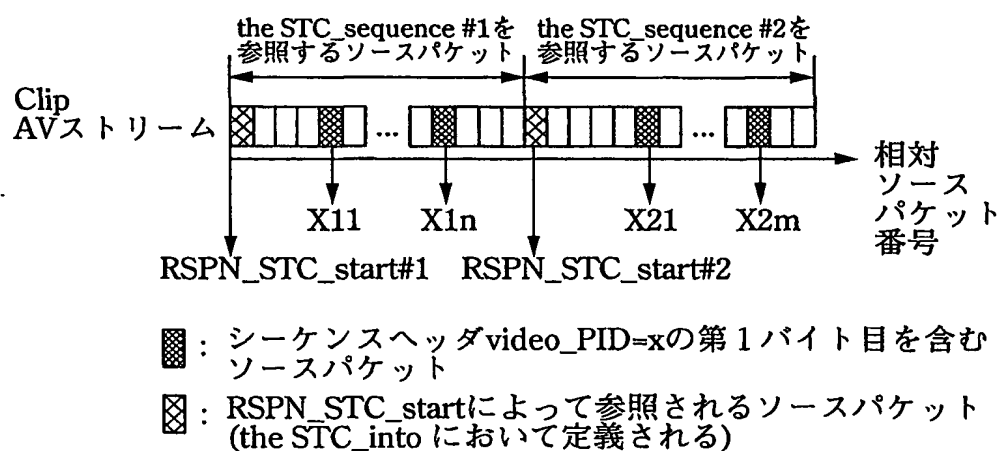 the STC_sequence #1を
参照するソースパケット
the STC_sequence #2を
参照するソースパケット
Clip
AVストリーム
...
...
相対
ソース
パケット
番号
X11
X1n
X21
X2m
RSPN_STC_start#1
RSPN_STC_start#2
: シーケンスヘッダvideo_PID=xの第1バイト目を含む
ソースパケット
: RSPN_STC_startによって参照されるソースパケット
(the STC_into において定義される)